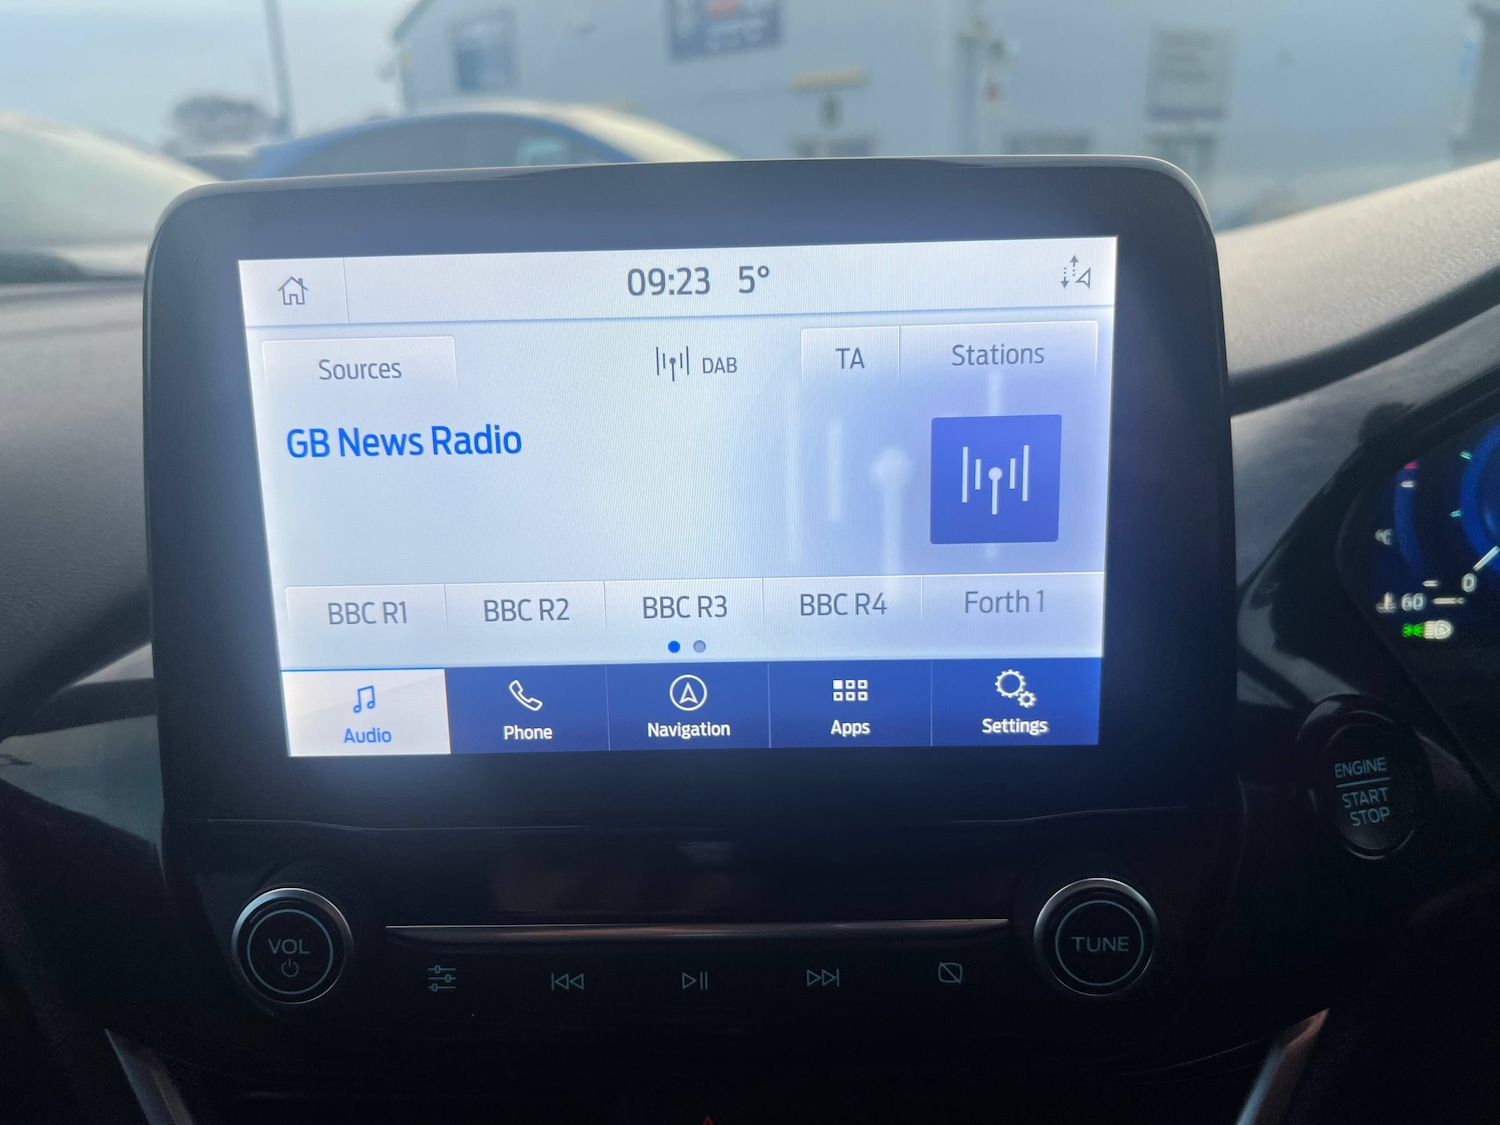 09:23 5°
Sources
DAB
TA
Stations
GB News Radio
BBC R1
BBC R2
BBC R3
BBC R4
Forth 1
Audio
Phone
Navigation
Apps
Settings
VOL
TUNE
ENGINE
START
STOP
°C
60
0